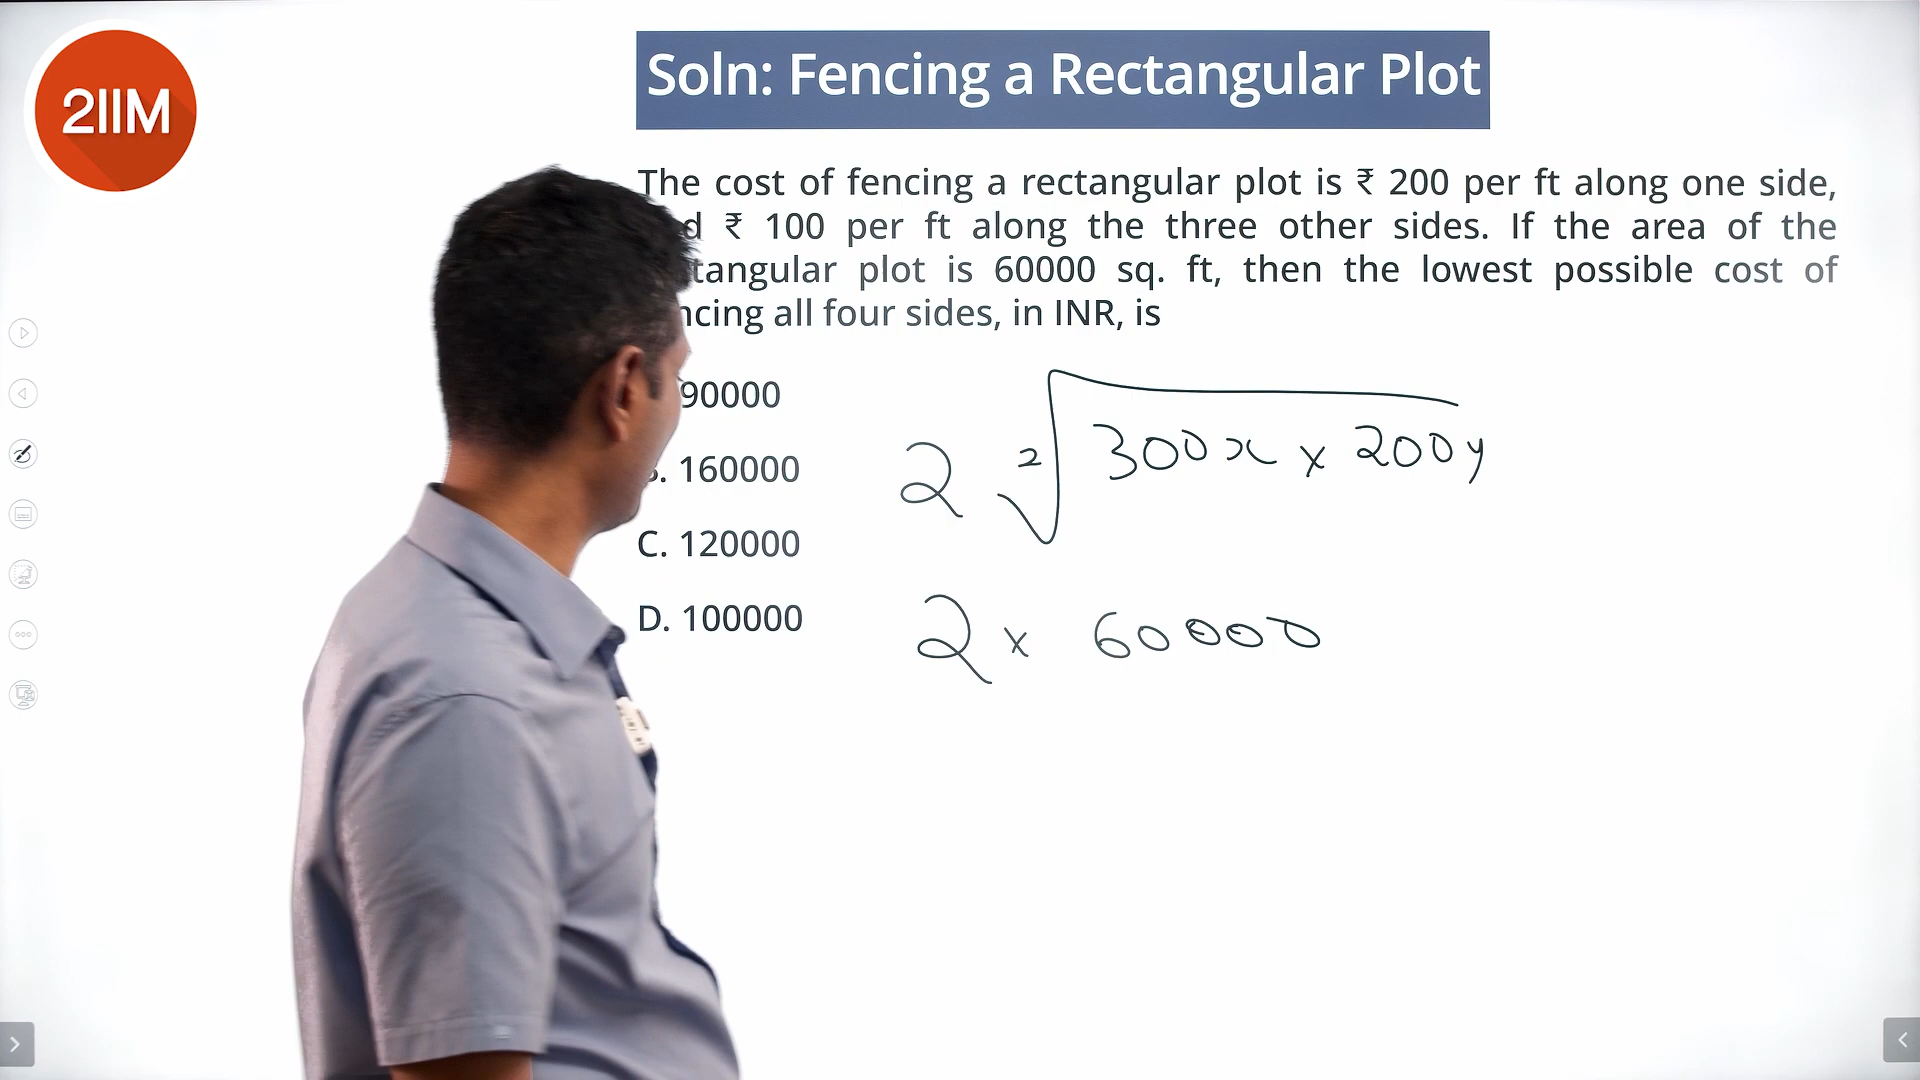 2IIM
Soln: Fencing a Rectangular Plot
The cost of fencing a rectangular plot is ₹ 200 per ft along one side,
₹ 100 per ft along the three other sides. If the area of the
plot is 60000 sq. ft, then the lowest possible cost of
all four sides, in INR, is
90000
160000
C. 120000
D. 100000
2 2√300x x 200y
2 x 60000